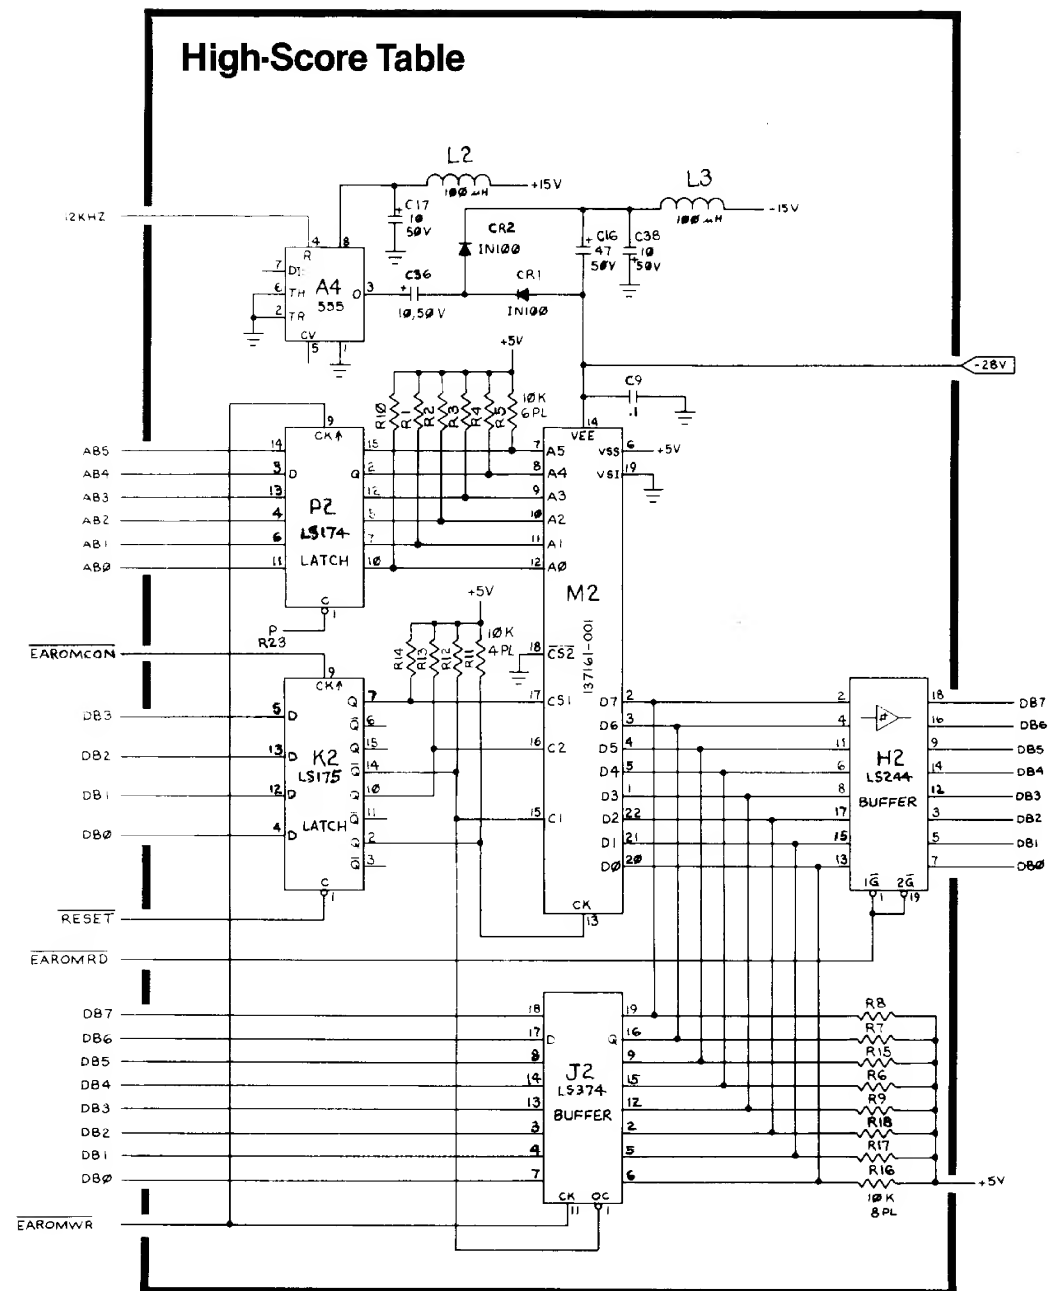 High-Score Table
L2
100 µH
+15V
L3
100 µH
-15V
12KHZ
C17
10
50V
CR2
IN100
C16
47
50V
C38
10
50V
4
8
R
7
DI
A4
555
6
TH
O
3
2
TR
CV
5
1
C36
10,50V
CR1
IN100
-28V
+5V
10K
6PL
R10
R1
R2
R3
R4
R5
C9
.1
14
VEE
9
CK↑
AB5
14
15
7
A5
VSS
6
+5V
AB4
3
D
Q
2
8
A4
VSI
19
AB3
13
12
9
A3
AB2
4
P2
5
10
A2
AB1
6
LS174
7
11
A1
ABØ
11
LATCH
10
12
AØ
C
1
P
R23
M2
137161-001
+5V
10K
4PL
R14
R13
R12
R11
18
CS2
EAROMCON
9
CK↑
DB3
5
D
Q
7
17
CS1
D7
2
2
18
DB7
Q
6
D6
3
4
16
DB6
DB2
13
D
K2
Q
15
16
C2
D5
4
11
H2
9
DB5
LS175
Q
14
D4
5
6
LS244
14
DB4
DB1
12
D
Q
10
D3
1
8
BUFFER
12
DB3
LATCH
Q
11
15
C1
D2
22
17
3
DB2
DBØ
4
D
Q
2
D1
21
15
5
DB1
Q
3
DØ
20
13
7
DBØ
C
1
1G
2G
1
19
CK
13
RESET
EAROMRD
DB7
18
19
R8
DB6
17
D
Q
16
R7
DB5
8
9
R15
DB4
14
J2
15
R6
DB3
13
LS374
12
R9
DB2
3
BUFFER
2
R18
DB1
4
5
R17
DBØ
7
6
R16
+5V
10K
8PL
CK
OC
11
1
EAROMWR